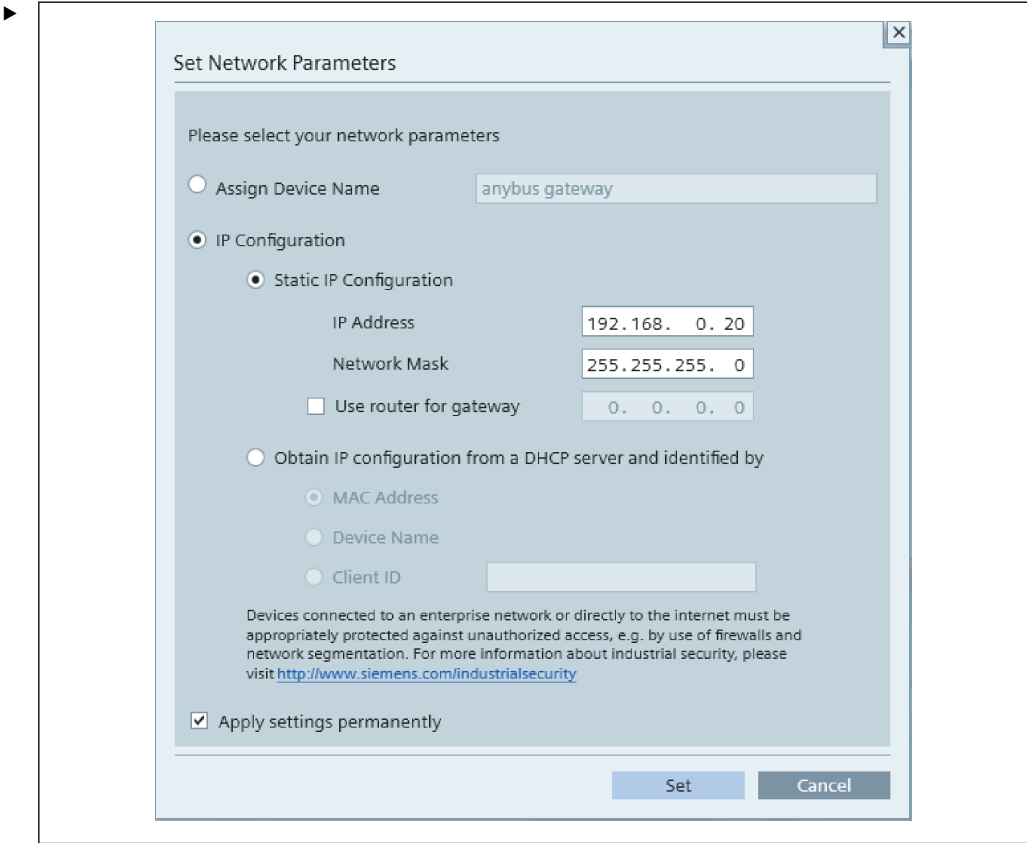 Set Network Parameters
Please select your network parameters
Assign Device Name anybus gateway
IP Configuration
Static IP Configuration
IP Address 192.168. 0. 20
Network Mask 255.255.255. 0
Use router for gateway 0. 0. 0. 0
Obtain IP configuration from a DHCP server and identified by
MAC Address
Device Name
Client ID
Devices connected to an enterprise network or directly to the internet must be
appropriately protected against unauthorized access, e.g. by use of firewalls and
network segmentation. For more information about industrial security, please
visit http://www.siemens.com/industrialsecurity
Apply settings permanently
Set Cancel